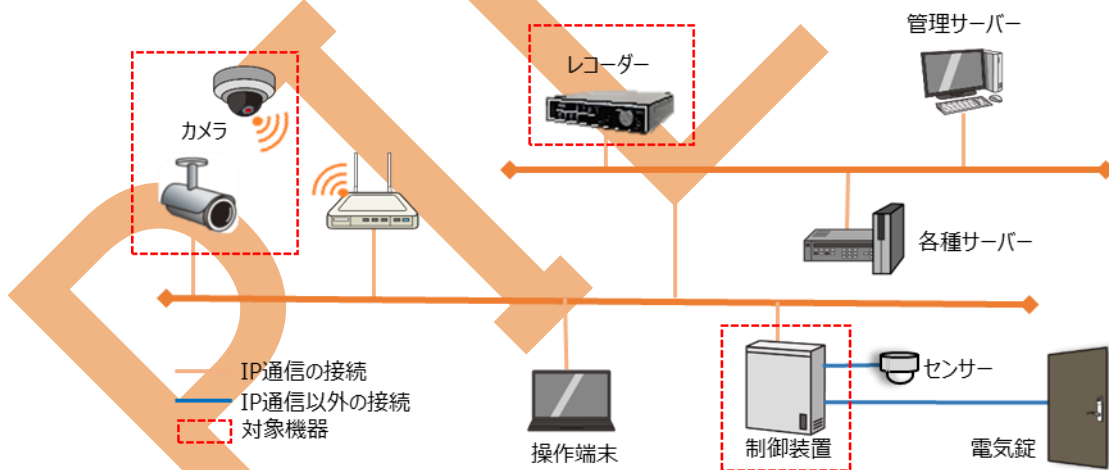 管理サーバー
レコーダー
カメラ
各種サーバー
IP通信の接続
IP通信以外の接続
対象機器
センサー
操作端末
制御装置
電気錠